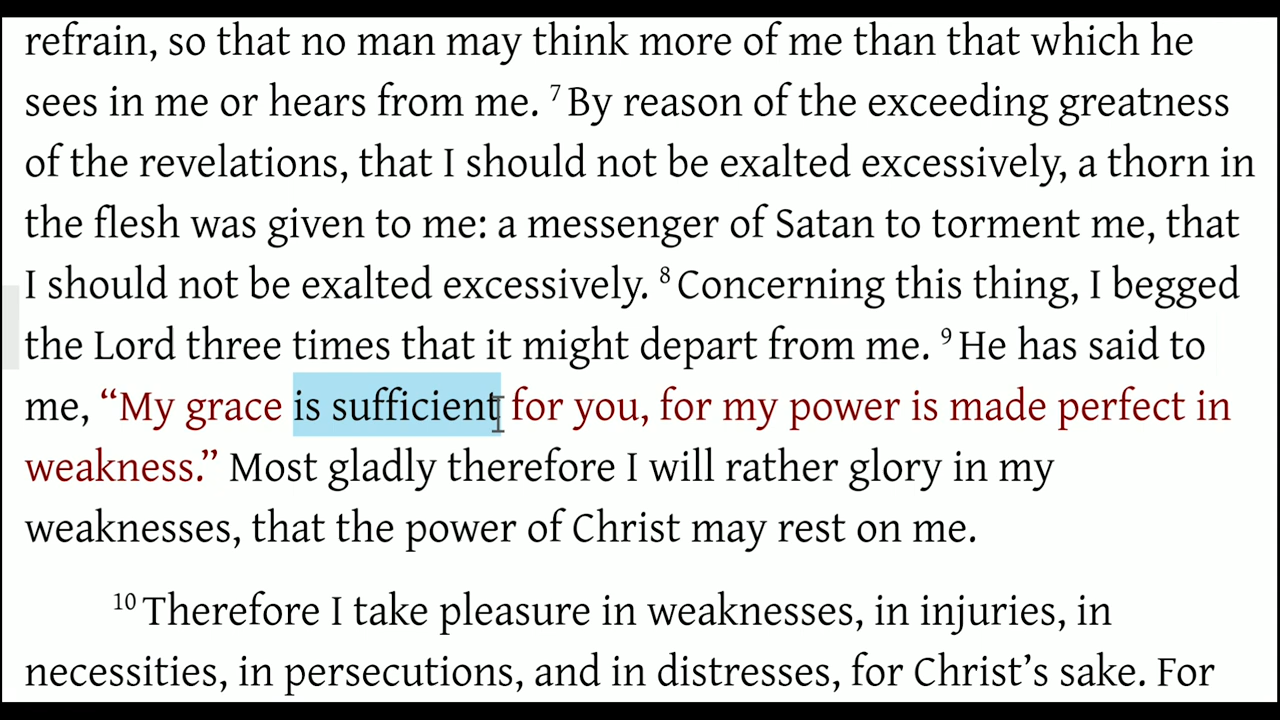 refrain, so that no man may think more of me than that which he
sees in me or hears from me. 7 By reason of the exceeding greatness
of the revelations, that I should not be exalted excessively, a thorn in
the flesh was given to me: a messenger of Satan to torment me, that
I should not be exalted excessively. 8 Concerning this thing, I begged
the Lord three times that it might depart from me. 9 He has said to
me, “My grace is sufficient for you, for my power is made perfect in
weakness.” Most gladly therefore I will rather glory in my
weaknesses, that the power of Christ may rest on me.
10 Therefore I take pleasure in weaknesses, in injuries, in
necessities, in persecutions, and in distresses, for Christ’s sake. For